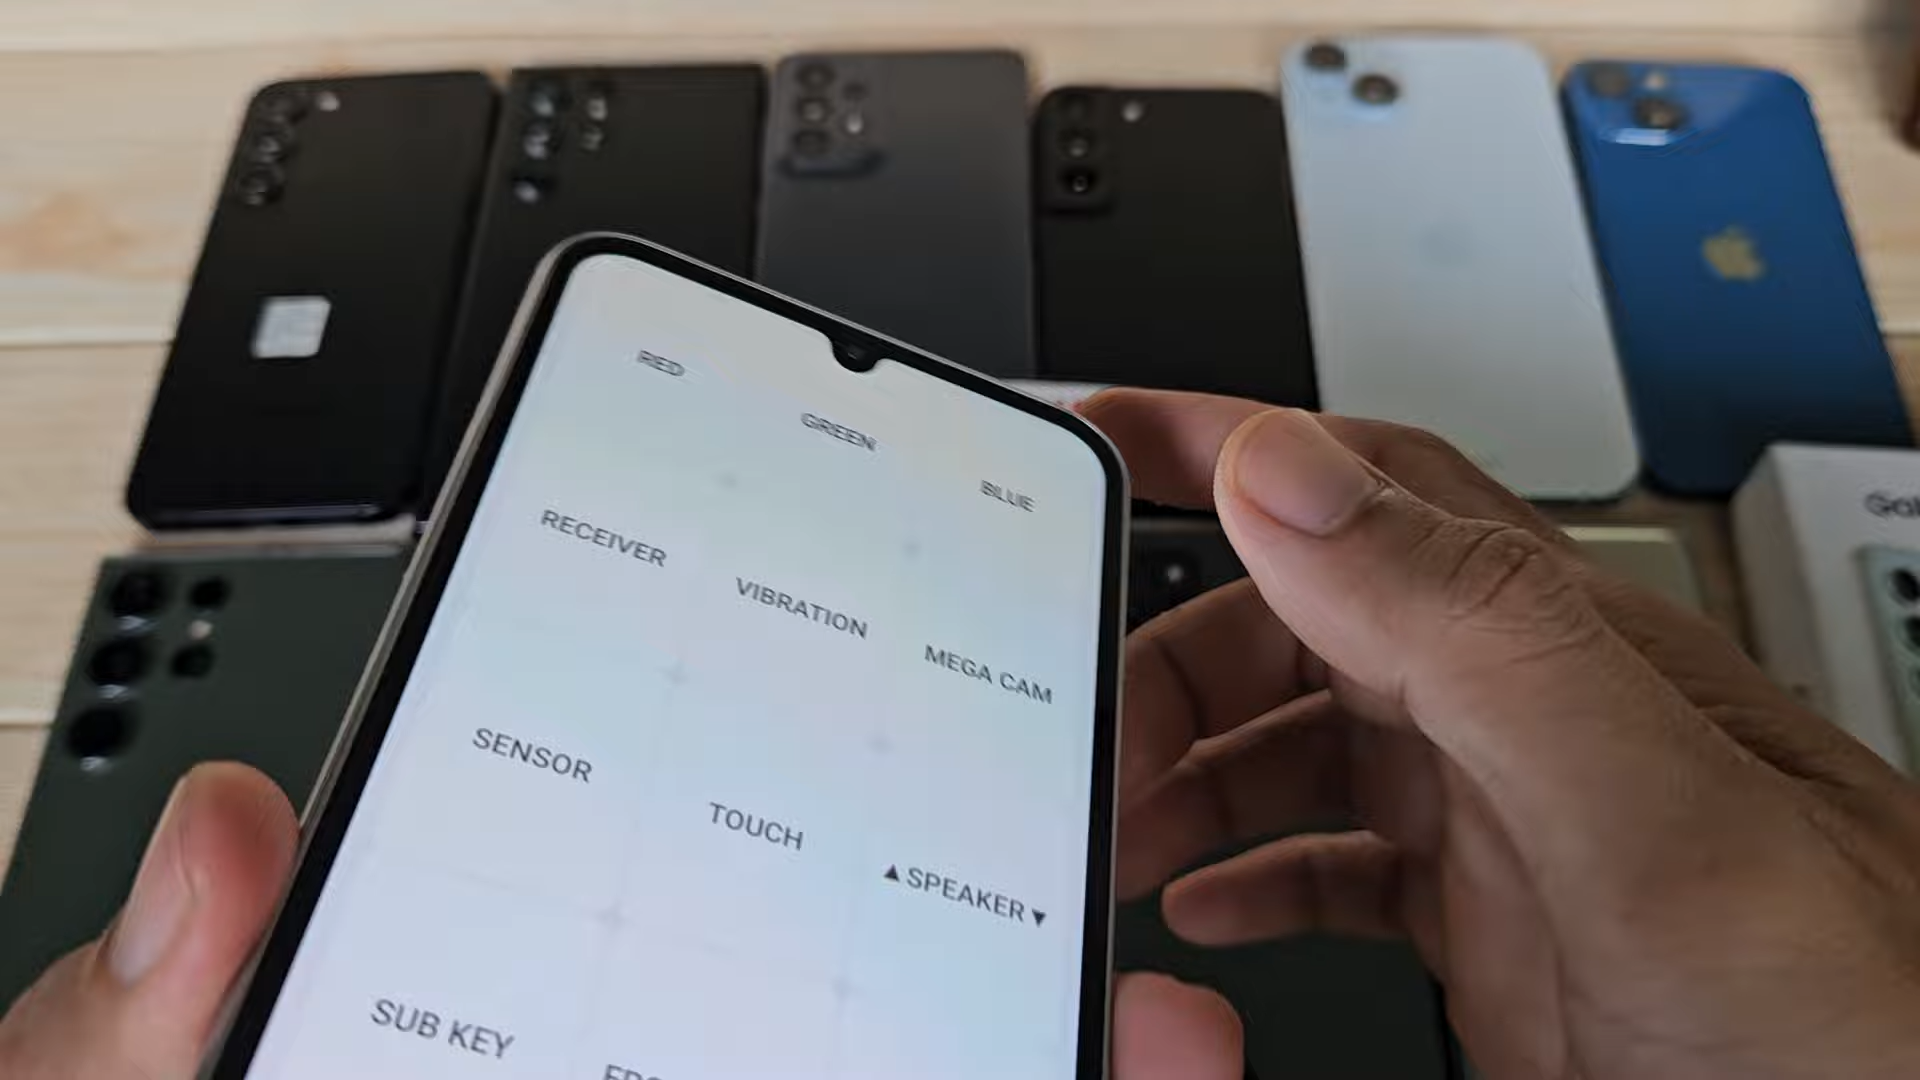 RED
GREEN
BLUE
RECEIVER
VIBRATION
MEGA CAM
SENSOR
TOUCH
▲SPEAKER▼
SUB KEY